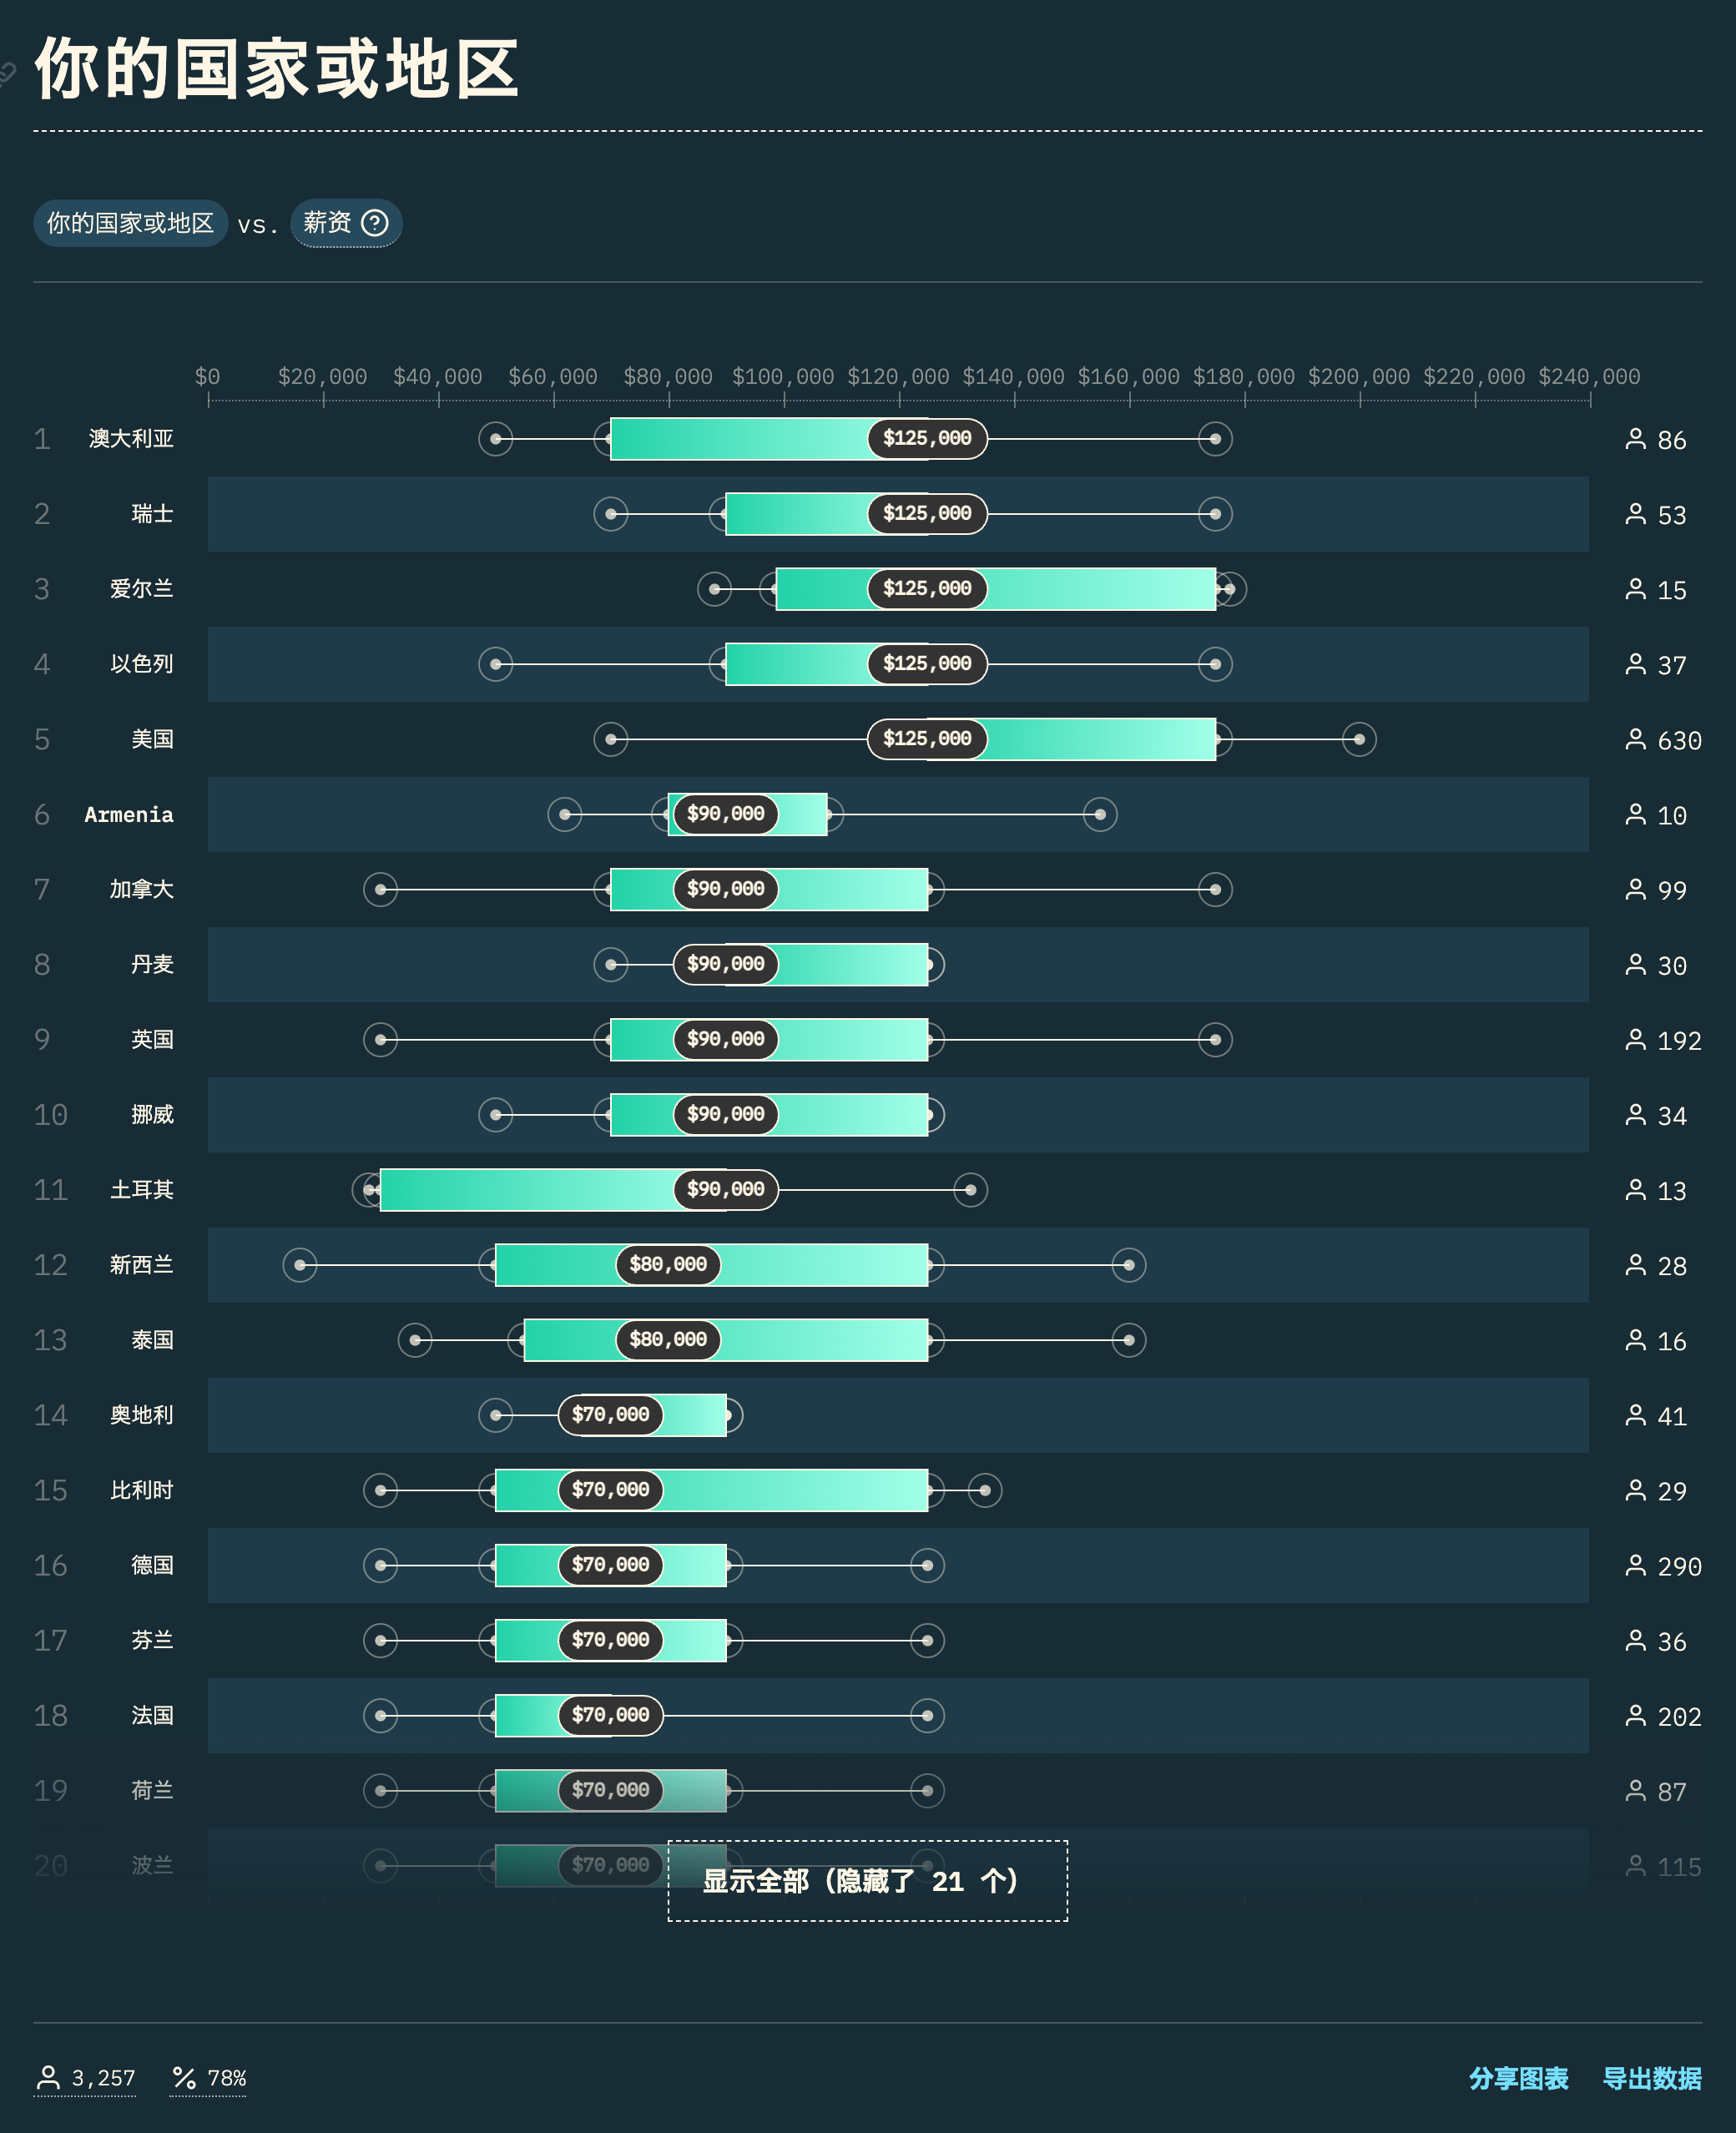 你的国家或地区
你的国家或地区 vs. 薪资
$0 $20,000 $40,000 $60,000 $80,000 $100,000 $120,000 $140,000 $160,000 $180,000 $200,000 $220,000 $240,000
1 澳大利亚 $125,000 86
2 瑞士 $125,000 53
3 爱尔兰 $125,000 15
4 以色列 $125,000 37
5 美国 $125,000 630
6 Armenia $90,000 10
7 加拿大 $90,000 99
8 丹麦 $90,000 30
9 英国 $90,000 192
10 挪威 $90,000 34
11 土耳其 $90,000 13
12 新西兰 $80,000 28
13 泰国 $80,000 16
14 奥地利 $70,000 41
15 比利时 $70,000 29
16 德国 $70,000 290
17 芬兰 $70,000 36
18 法国 $70,000 202
19 荷兰 $70,000 87
20 波兰 $70,000 115
显示全部（隐藏了 21 个）
3,257 78% 分享图表 导出数据